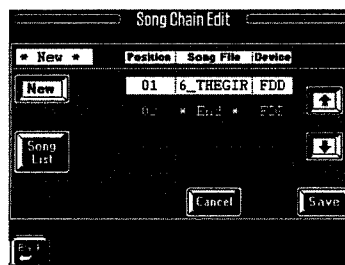 Song Chain Edit
* New * Position Song File Device
New 01 6_THEGIR FDD
02 * End * FDD
Song
List
Cancel Save
Exit